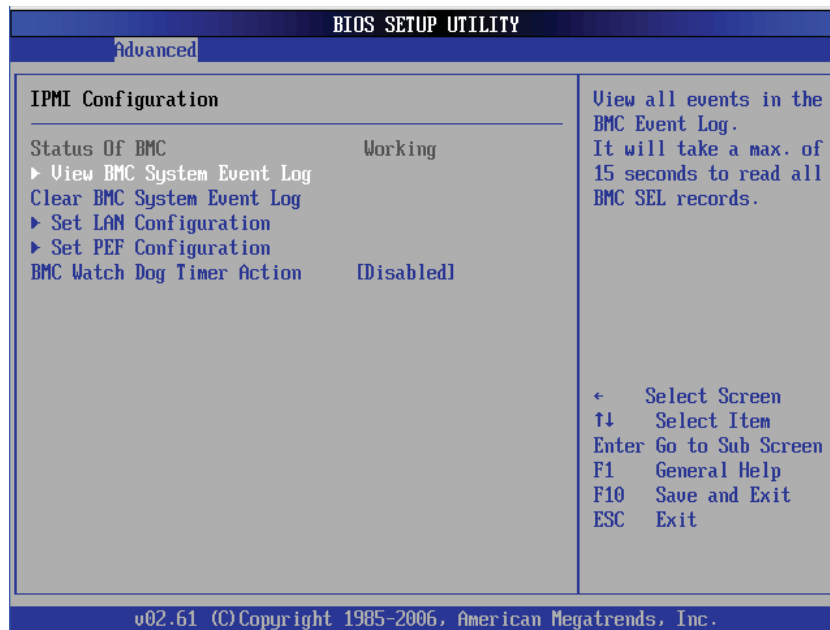 BIOS SETUP UTILITY
Advanced
IPMI Configuration
Status Of BMC Working
▶ View BMC System Event Log
Clear BMC System Event Log
▶ Set LAN Configuration
▶ Set PEF Configuration
BMC Watch Dog Timer Action [Disabled]
View all events in the
BMC Event Log.
It will take a max. of
15 seconds to read all
BMC SEL records.
← Select Screen
↑↓ Select Item
Enter Go to Sub Screen
F1 General Help
F10 Save and Exit
ESC Exit
v02.61 (C)Copyright 1985-2006, American Megatrends, Inc.